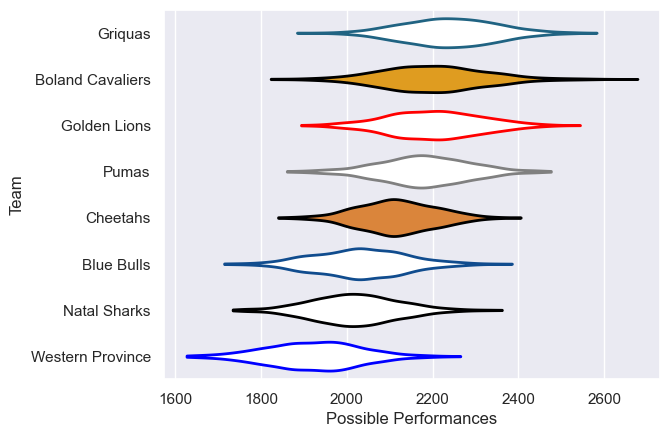 Griquas
Boland Cavaliers
Golden Lions
Pumas
Cheetahs
Blue Bulls
Natal Sharks
Western Province
Team
1600 1800 2000 2200 2400 2600
Possible Performances